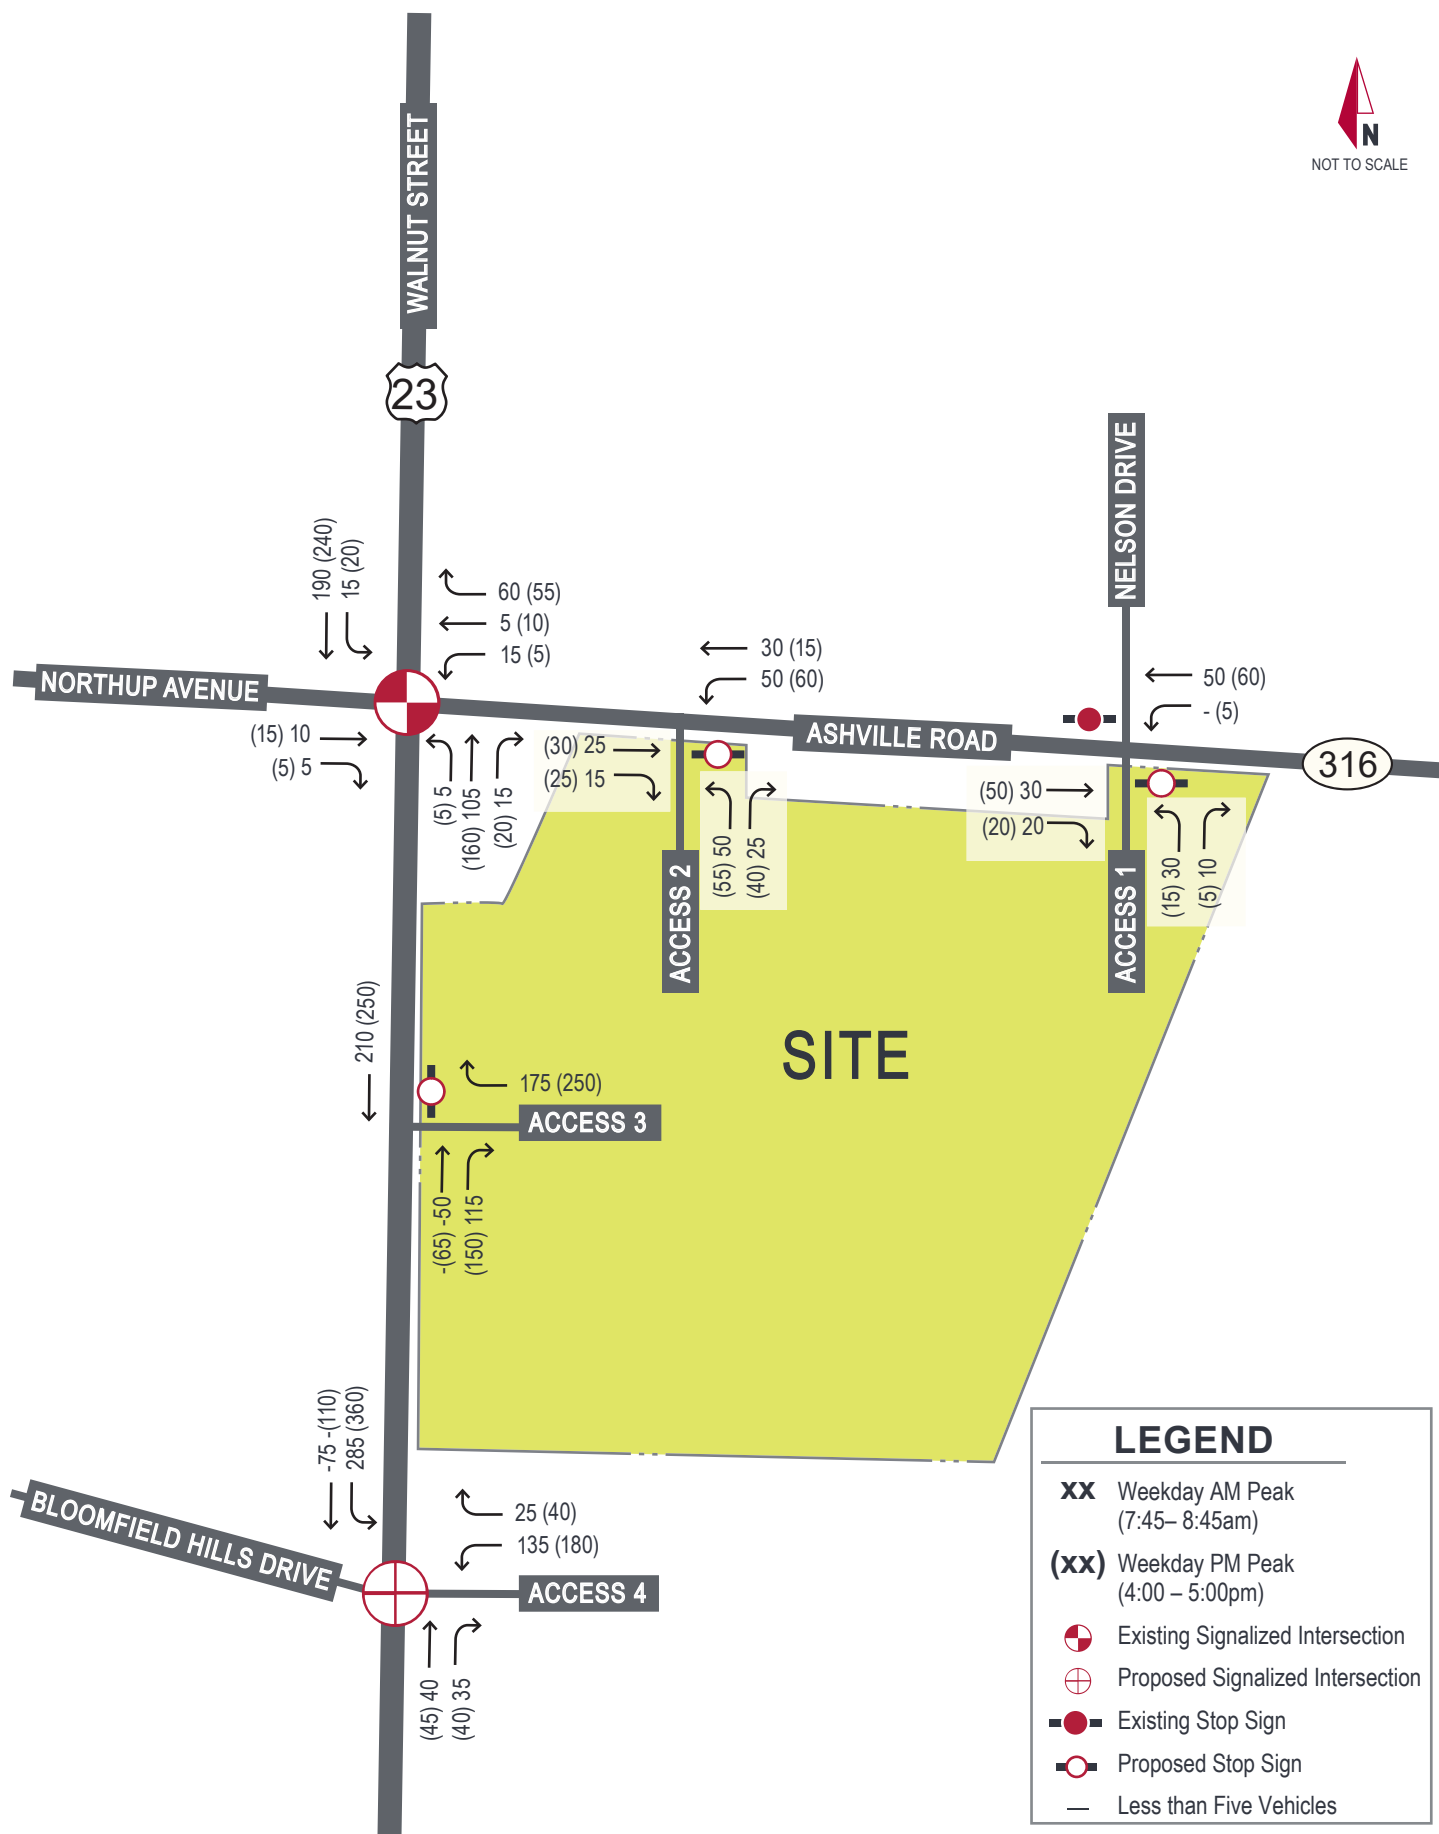 N
NOT TO SCALE
WALNUT STREET
23
NELSON DRIVE
190 (240)
15 (20)
60 (55)
5 (10)
15 (5)
30 (15)
50 (60)
50 (60)
- (5)
NORTHUP AVENUE
ASHVILLE ROAD
316
(15) 10
(5) 5
(5) 5
(160) 105
(20) 15
(30) 25
(25) 15
(55) 50
(40) 25
(50) 30
(20) 20
(15) 30
(5) 10
ACCESS 2
ACCESS 1
210 (250)
SITE
175 (250)
ACCESS 3
-(65) -50
(150) 115
-75 -(110)
285 (360)
BLOOMFIELD HILLS DRIVE
25 (40)
135 (180)
ACCESS 4
(45) 40
(40) 35
LEGEND
xx Weekday AM Peak
(7:45– 8:45am)
(xx) Weekday PM Peak
(4:00 – 5:00pm)
Existing Signalized Intersection
Proposed Signalized Intersection
Existing Stop Sign
Proposed Stop Sign
— Less than Five Vehicles